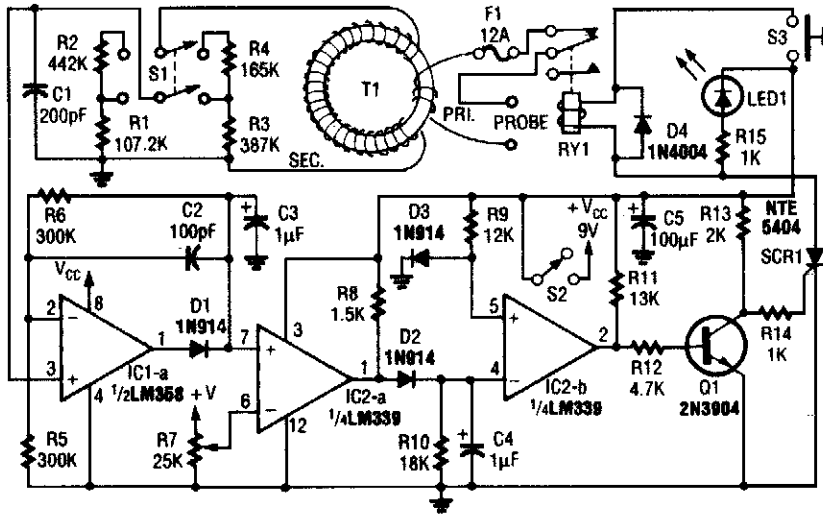 F1
12A
S3
R2
442K
S1
R4
165K
C1
200pF
T1
LED1
R1
107.2K
R3
387K
PRI.
PROBE
SEC.
RY1
D4
1N4004
R15
1K
R6
300K
C2
100pF
+
C3
1µF
D3
1N914
R9
12K
+VCC
9V
+
C5
100µF
R13
2K
NTE
5404
SCR1
VCC
R8
1.5K
S2
R11
13K
2
−
8
D1
1N914
3
D2
1N914
5
+
2
R14
1K
1
7
+
1
4
−
R12
4.7K
3
+
4
IC1-a
½LM358
6
−
12
IC2-a
¼LM339
IC2-b
¼LM339
Q1
2N3904
+V
R5
300K
R7
25K
R10
18K
+
C4
1µF